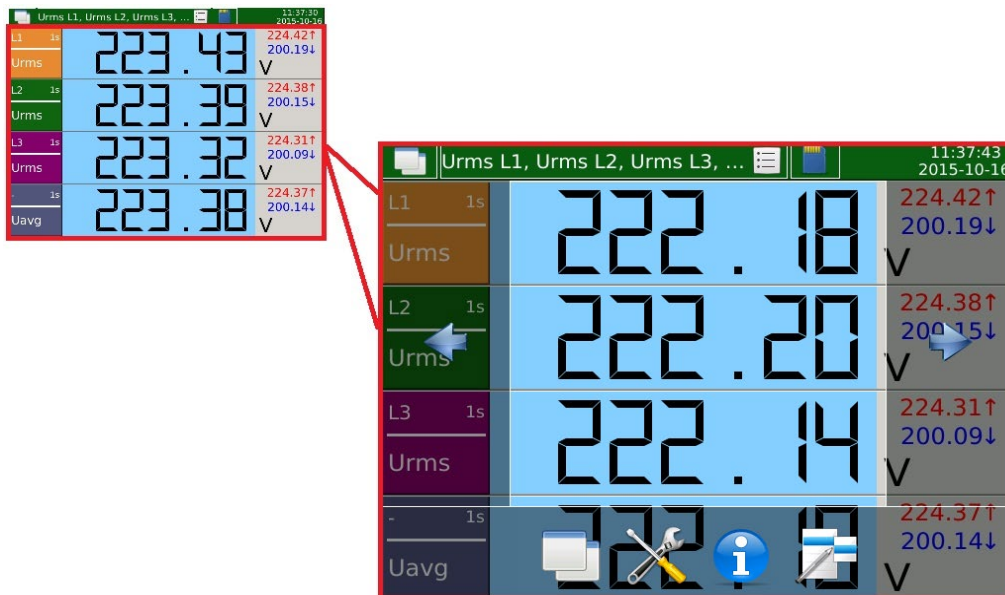 Urms L1, Urms L2, Urms L3, ...
11:37:30
2015-10-16
L1 1s
Urms
223.43
224.42↑
200.19↓
V
L2 1s
Urms
223.39
224.38↑
200.15↓
V
L3 1s
Urms
223.32
224.31↑
200.09↓
V
- 1s
Uavg
223.38
224.37↑
200.14↓
V
Urms L1, Urms L2, Urms L3, ...
11:37:43
2015-10-16
L1 1s
Urms
222.18
224.42↑
200.19↓
V
L2 1s
Urms
222.20
224.38↑
200.15↓
V
L3 1s
Urms
222.14
224.31↑
200.09↓
V
- 1s
Uavg
224.37↑
200.14↓
V